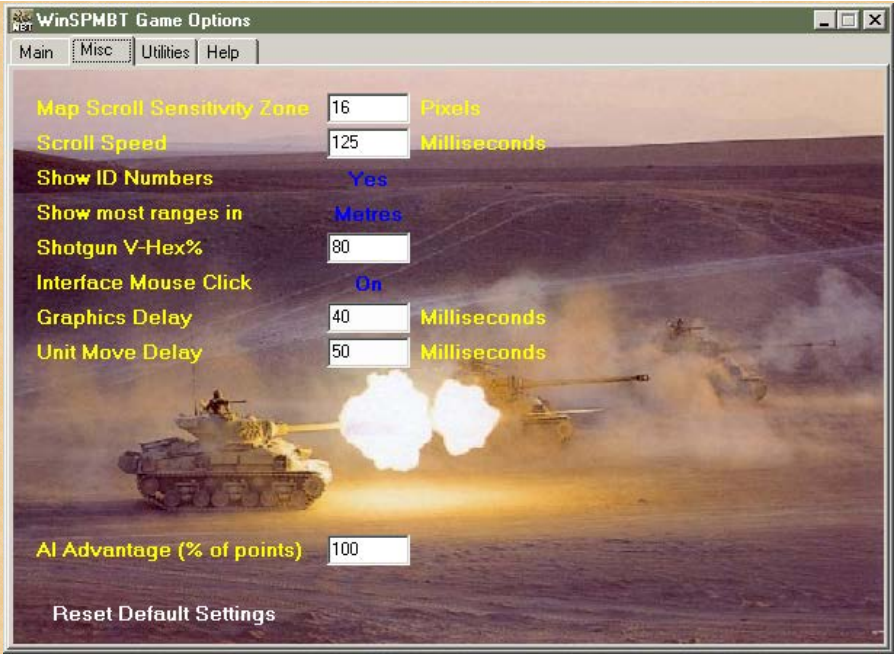 WinSPMBT Game Options
Main Misc Utilities Help
Map Scroll Sensitivity Zone 16 Pixels
Scroll Speed 125 Milliseconds
Show ID Numbers Yes
Show most ranges in Metres
Shotgun V-Hex% 80
Interface Mouse Click On
Graphics Delay 40 Milliseconds
Unit Move Delay 50 Milliseconds
AI Advantage (% of points) 100
Reset Default Settings